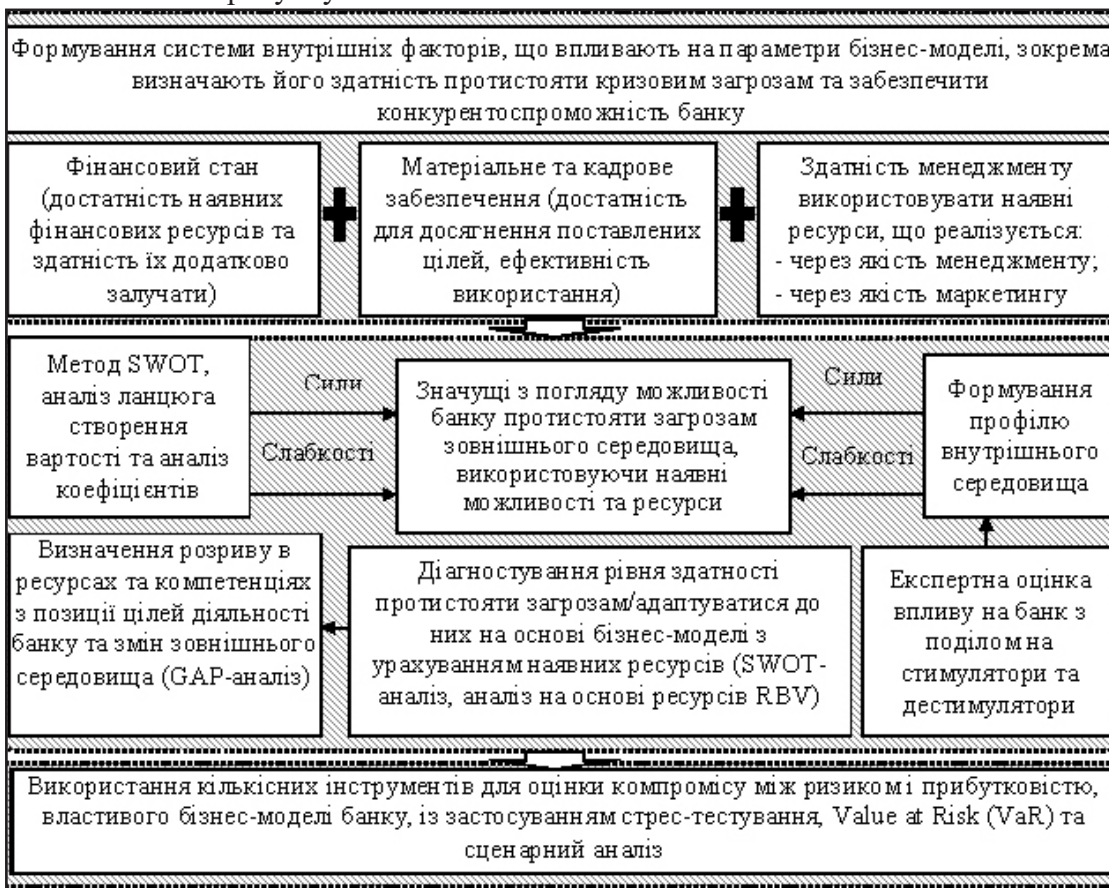 Формування системи внутрішніх факторів, що впливають на параметри бізнес-моделі, зокрема
визначають його здатність протистояти кризовим загрозам та забезпечити
конкурентоспроможність банку
Фінансовий стан
(достатність наявних
фінансових ресурсів та
здатність їх додатково
залучати)
Матеріальне та кадрове
забезпечення (достатність
для досягнення поставлених
цілей, ефективність
використання)
Здатність менеджменту
використовувати наявні
ресурси, що реалізується:
- через якість менеджменту;
- через якість маркетингу
Метод SWOT,
аналіз ланцюга
створення
вартості та аналіз
коефіцієнтів
Сили
Слабкості
Значущі з погляду можливості
банку протистояти загрозам
зовнішнього середовища,
використовуючи наявні
можливості та ресурси
Сили
Слабкості
Формування
профілю
внутрішнього
середовища
Визначення розриву в
ресурсах та компетенціях
з позиції цілей діяльності
банку та змін зовнішнього
середовища (GAP-аналіз)
Діагностування рівня здатності
протистояти загрозам/адаптуватися до
них на основі бізнес-моделі з
урахуванням наявних ресурсів (SWOT-
аналіз, аналіз на основі ресурсів RBV)
Експертна оцінка
впливу на банк з
поділом на
стимулятори та
дестимулятори
Використання кількісних інструментів для оцінки компромісу між ризиком і прибутковістю,
властивого бізнес-моделі банку, із застосуванням стрес-тестування, Value at Risk (VaR) та
сценарний аналіз